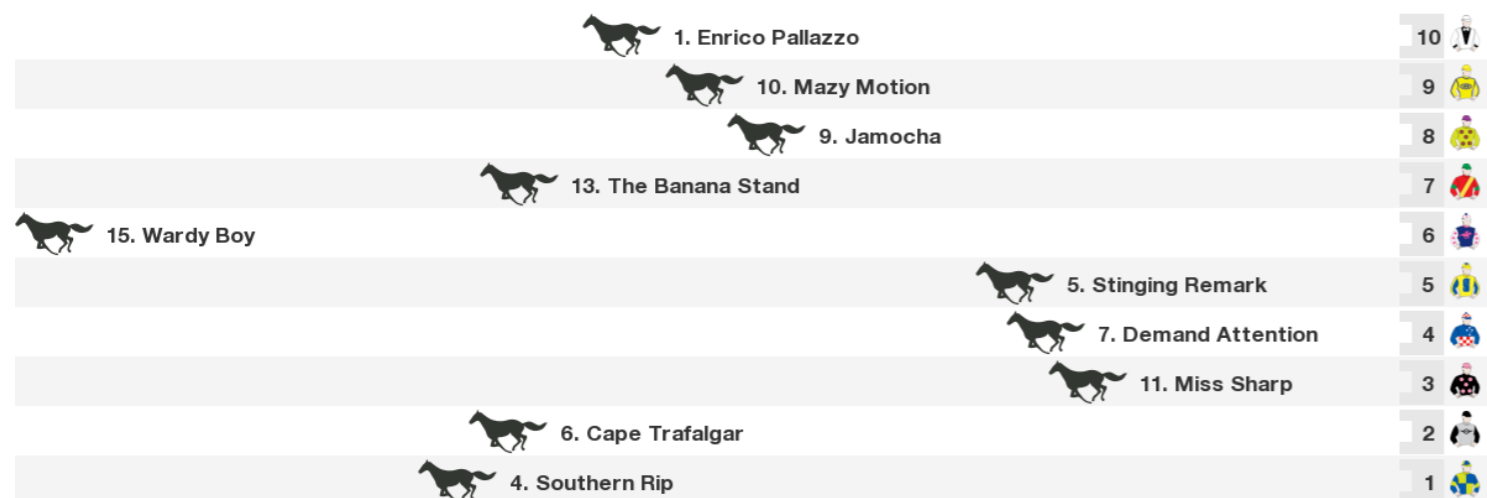 1. Enrico Pallazzo 10
10. Mazy Motion 9
9. Jamocha 8
13. The Banana Stand 7
15. Wardy Boy 6
5. Stinging Remark 5
7. Demand Attention 4
11. Miss Sharp 3
6. Cape Trafalgar 2
4. Southern Rip 1